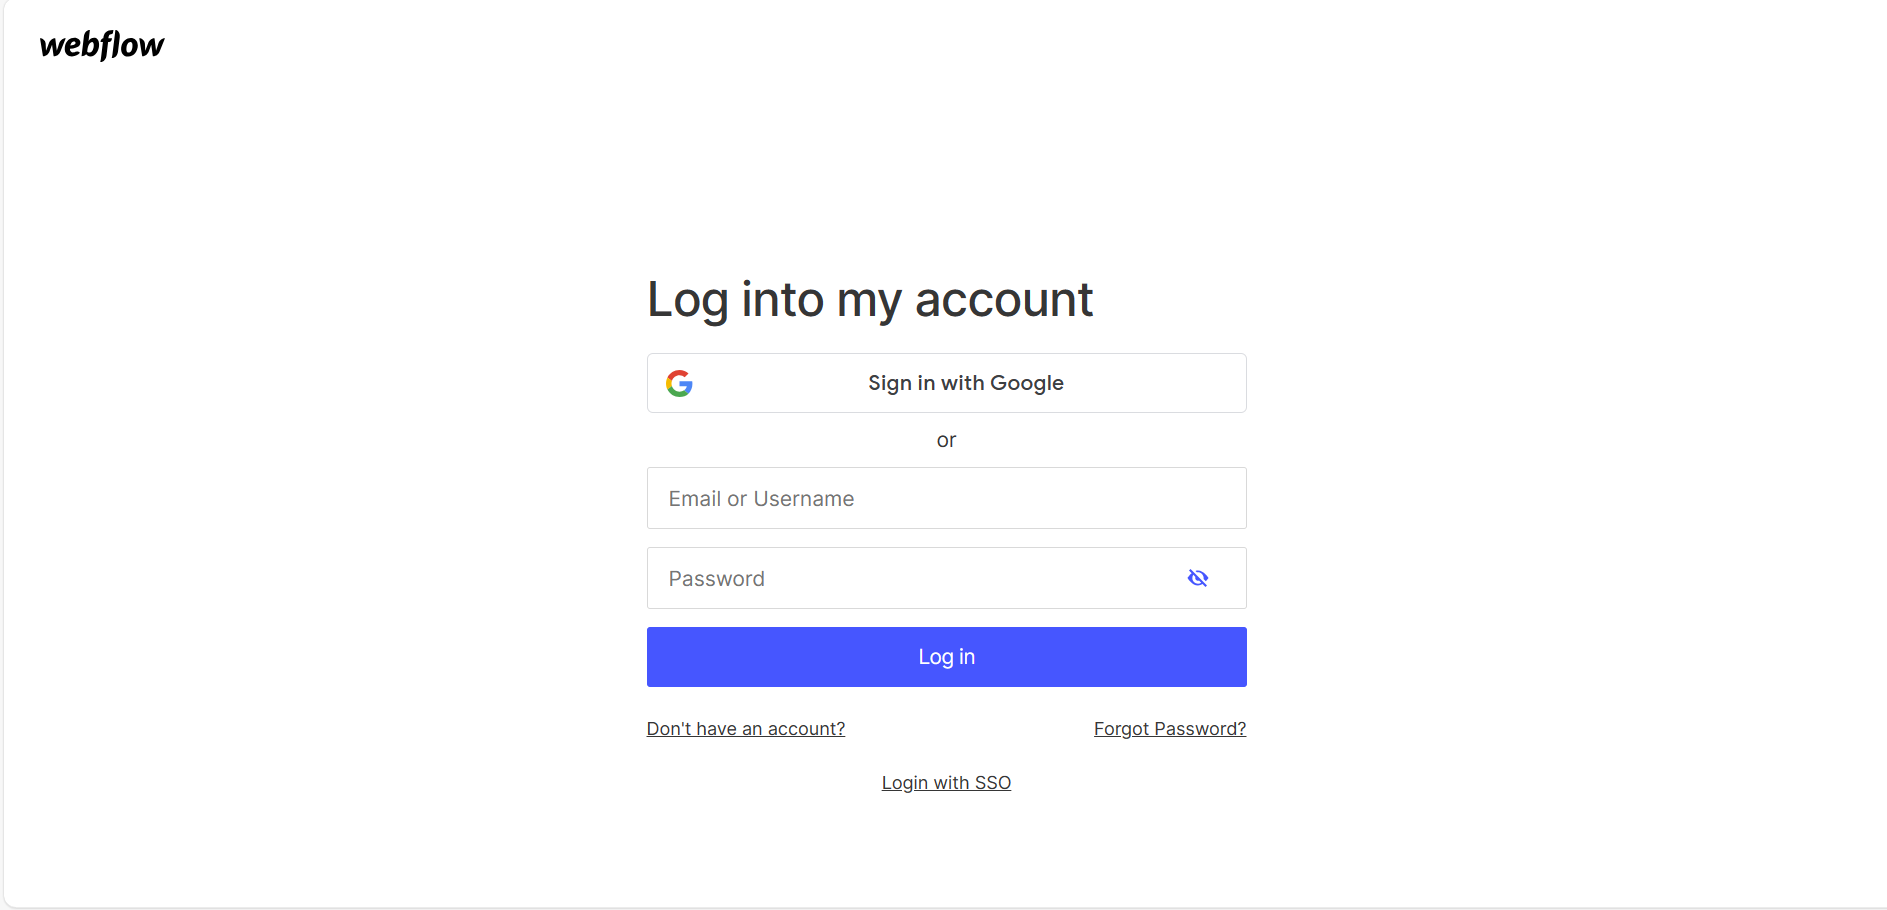 webflow
Log into my account
Sign in with Google
or
Email or Username
Password
Log in
Don't have an account?
Forgot Password?
Login with SSO